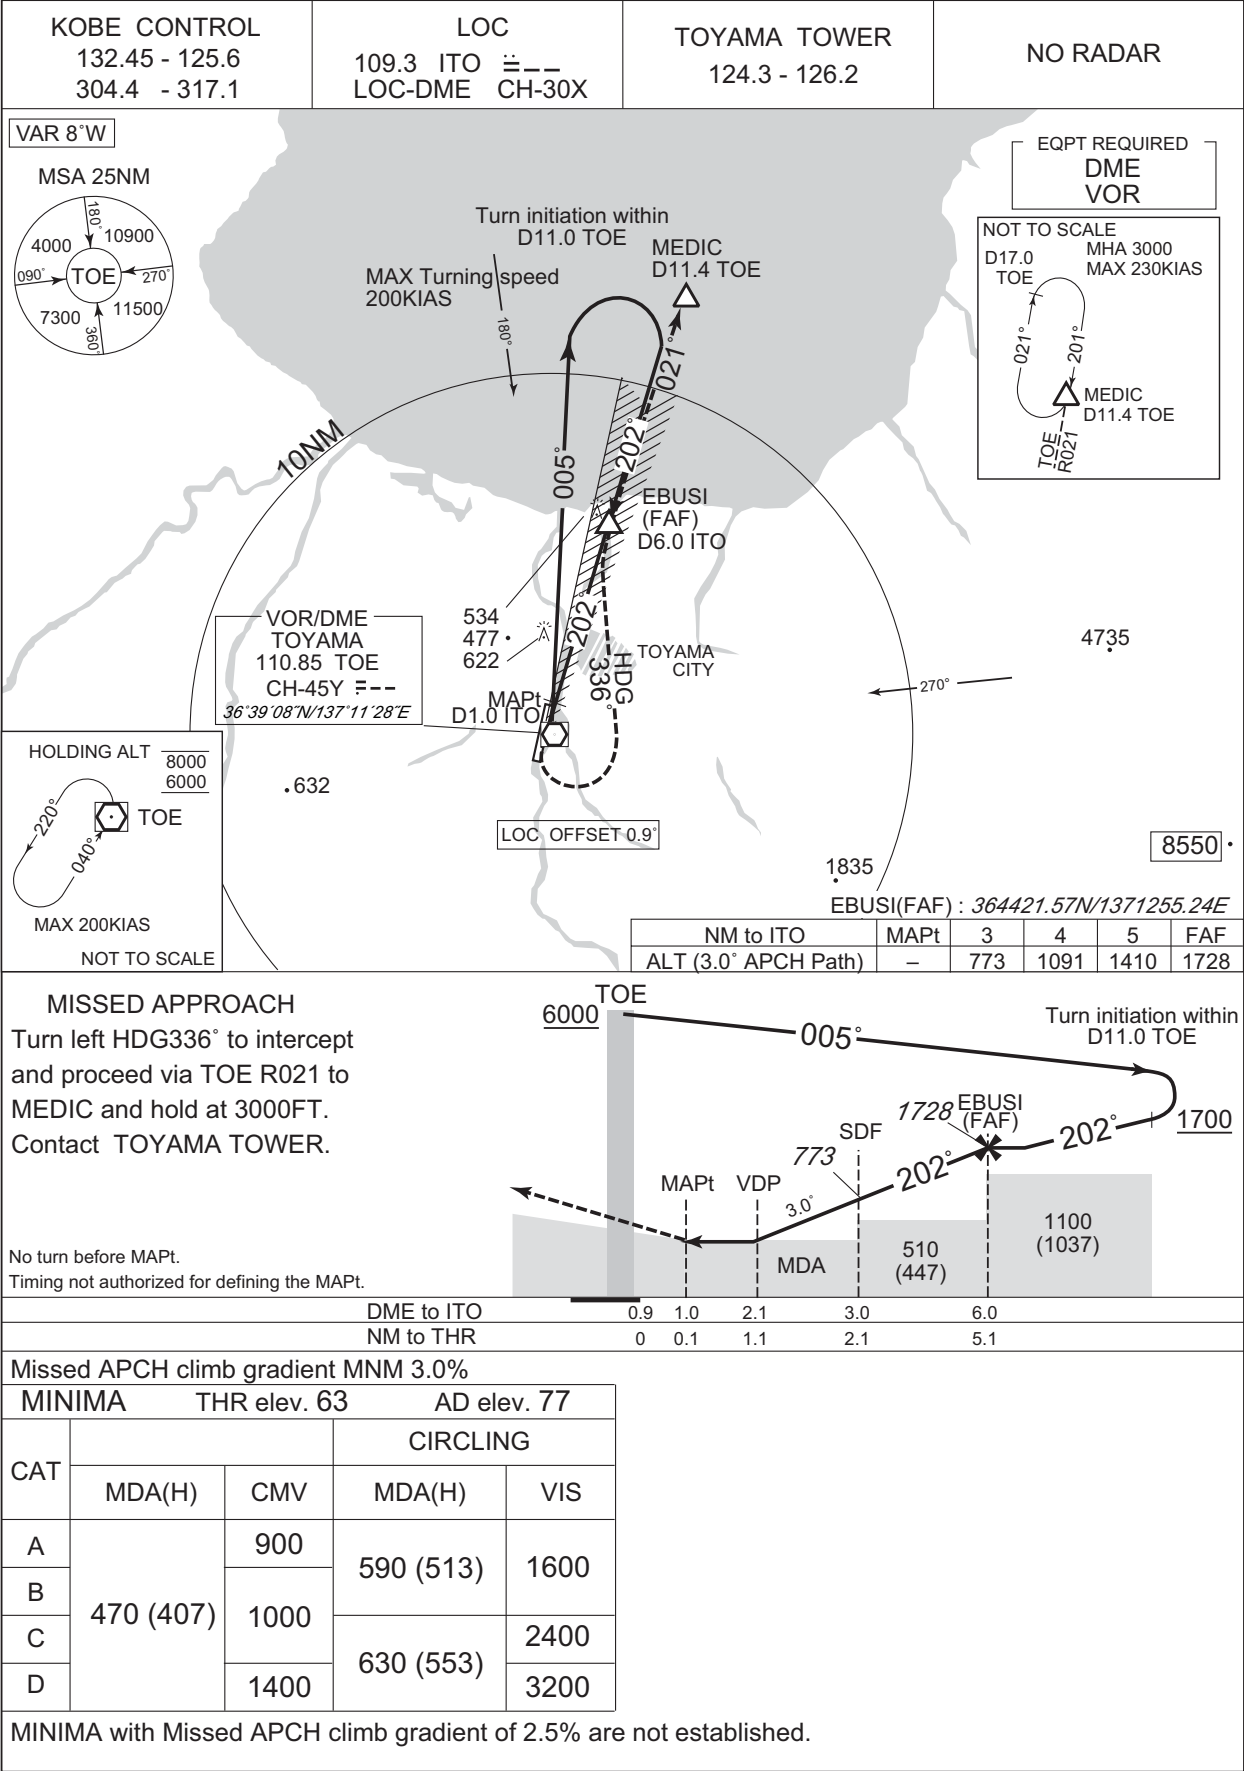 KOBE CONTROL
132.45 - 125.6
304.4 - 317.1
LOC
109.3 ITO
LOC-DME CH-30X
TOYAMA TOWER
124.3 - 126.2
NO RADAR
VAR 8°W
MSA 25NM
180°
4000
10900
090°
TOE
270°
7300
11500
360°
Turn initiation within
D11.0 TOE
MEDIC
D11.4 TOE
MAX Turning speed
200KIAS
180°
EQPT REQUIRED
DME
VOR
NOT TO SCALE
D17.0
TOE
MHA 3000
MAX 230KIAS
021°
201°
MEDIC
D11.4 TOE
TOE
R021
10NM
005°
021°
202°
EBUSI
(FAF)
D6.0 ITO
VOR/DME
TOYAMA
110.85 TOE
CH-45Y
36°39′08″N/137°11′28″E
534
477
622
202°
TOYAMA
CITY
HDG
336°
MAPt
D1.0 ITO
4735
270°
HOLDING ALT
8000
6000
220°
040°
TOE
MAX 200KIAS
NOT TO SCALE
632
LOC OFFSET 0.9°
8550
1835
EBUSI(FAF) : 364421.57N/1371255.24E
NM to ITO MAPt 3 4 5 FAF
ALT (3.0° APCH Path) – 773 1091 1410 1728
MISSED APPROACH
Turn left HDG336° to intercept
and proceed via TOE R021 to
MEDIC and hold at 3000FT.
Contact TOYAMA TOWER.
No turn before MAPt.
Timing not authorized for defining the MAPt.
TOE
6000
005°
Turn initiation within
D11.0 TOE
1700
1728
EBUSI
(FAF)
202°
SDF
773
202°
MAPt
VDP
3.0°
MDA
510
(447)
1100
(1037)
DME to ITO 0.9 1.0 2.1 3.0 6.0
NM to THR 0 0.1 1.1 2.1 5.1
Missed APCH climb gradient MNM 3.0%
MINIMA THR elev. 63 AD elev. 77
CAT
CIRCLING
MDA(H) CMV MDA(H) VIS
A
B
C
D
470 (407)
900
1000
1400
590 (513)
630 (553)
1600
2400
3200
MINIMA with Missed APCH climb gradient of 2.5% are not established.